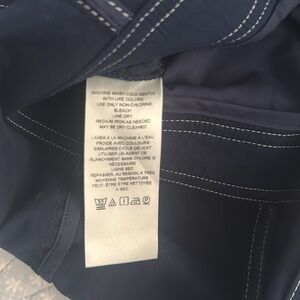 MACHINE WASH COLD-GENTLE
WITH LIKE COLORS
USE ONLY NON-CHLORINE
BLEACH
LINE DRY
MEDIUM IRON AS NEEDED
MAY BE DRY CLEANED
LAVER À LA MACHINE À L'EAU
FROIDE AVEC COULEURS
SIMILAIRES CYCLE DÉLICAT
UTILISER UN AGENT DE
BLANCHIMENT SANS CHLORE SI
NÉCESSAIRE
LIGNE SEC
REPASSER, AU BESOIN, DE CHALEUR
MOYENNE TEMPÉRATURE
PEUT-ÊTRE ÊTRE NETTOYÉS
À SEC